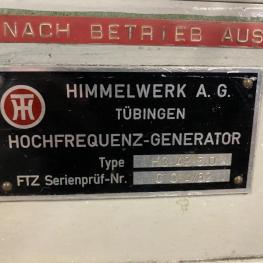 NACH BETRIEB AUS
HIMMELWERK A. G.
TÜBINGEN
HOCHFREQUENZ-GENERATOR
Type
FTZ Serienprüf-Nr.